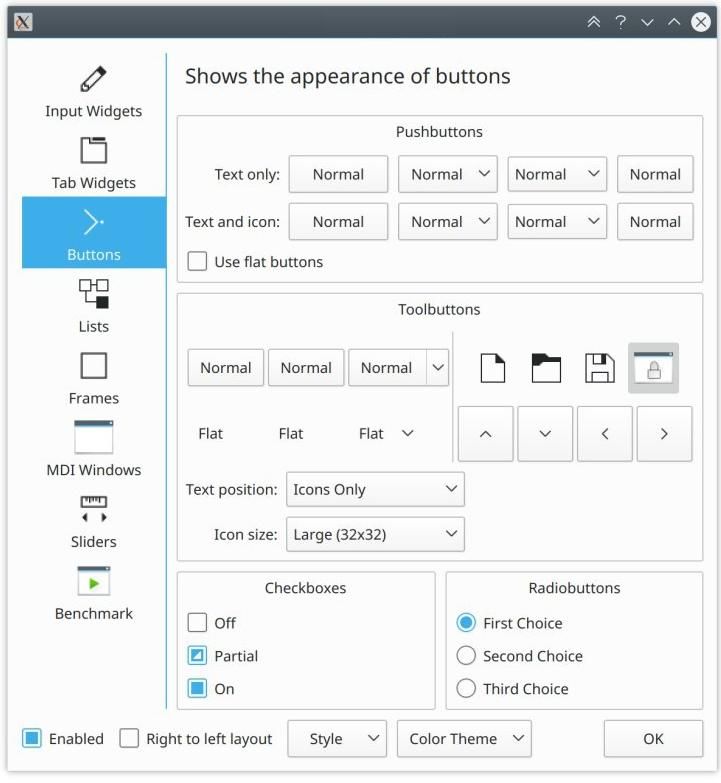 Input Widgets
Tab Widgets
Buttons
Lists
Frames
MDI Windows
Sliders
Benchmark
Shows the appearance of buttons
Pushbuttons
Text only: Normal Normal Normal Normal
Text and icon: Normal Normal Normal Normal
Use flat buttons
Toolbuttons
Normal Normal Normal
Flat Flat Flat
Text position: Icons Only
Icon size: Large (32x32)
Checkboxes
Off
Partial
On
Radiobuttons
First Choice
Second Choice
Third Choice
Enabled Right to left layout Style Color Theme OK